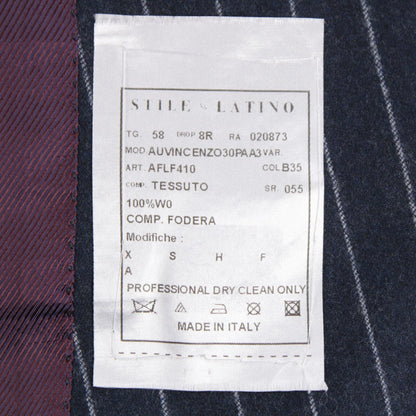 STILE LATINO
TG. 58 DROP 8R RA 020873
MOD. AUVINCENZO30PAA3 VAR.
ART. AFLF410 COL B35
COMP. TESSUTO SR. 055
100%W0
COMP. FODERA
Modifiche :
X S H F
A
PROFESSIONAL DRY CLEAN ONLY
MADE IN ITALY